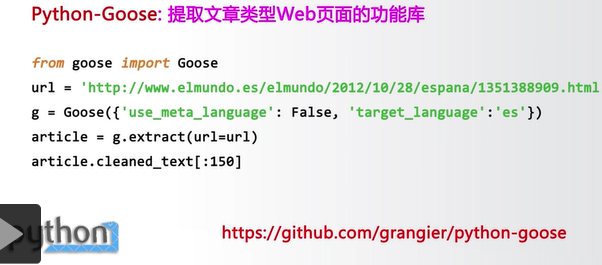 Python-Goose: 提取文章类型Web页面的功能库
from goose import Goose
url = 'http://www.elmundo.es/elmundo/2012/10/28/espana/1351388909.html
g = Goose({'use_meta_language': False, 'target_language':'es'})
article = g.extract(url=url)
article.cleaned_text[:150]
python
https://github.com/grangier/python-goose